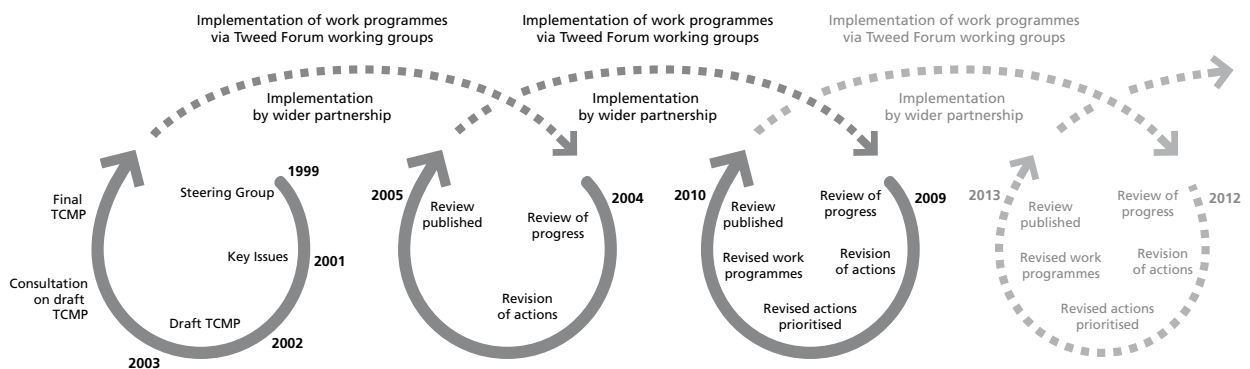 Implementation of work programmes
via Tweed Forum working groups
Implementation of work programmes
via Tweed Forum working groups
Implementation of work programmes
via Tweed Forum working groups
Implementation
by wider partnership
Implementation
by wider partnership
Implementation
by wider partnership
1999
Steering Group
Key Issues
2001
Draft TCMP
2002
2003
Consultation
on draft
TCMP
Final
TCMP
2004
Review of
progress
Revision
of actions
2005
Review
published
2009
Review of
progress
Revision
of actions
Revised actions
prioritised
Revised work
programmes
2010
Review
published
2012
Review of
progress
Revision
of actions
Revised actions
prioritised
Revised work
programmes
2013
Review
published